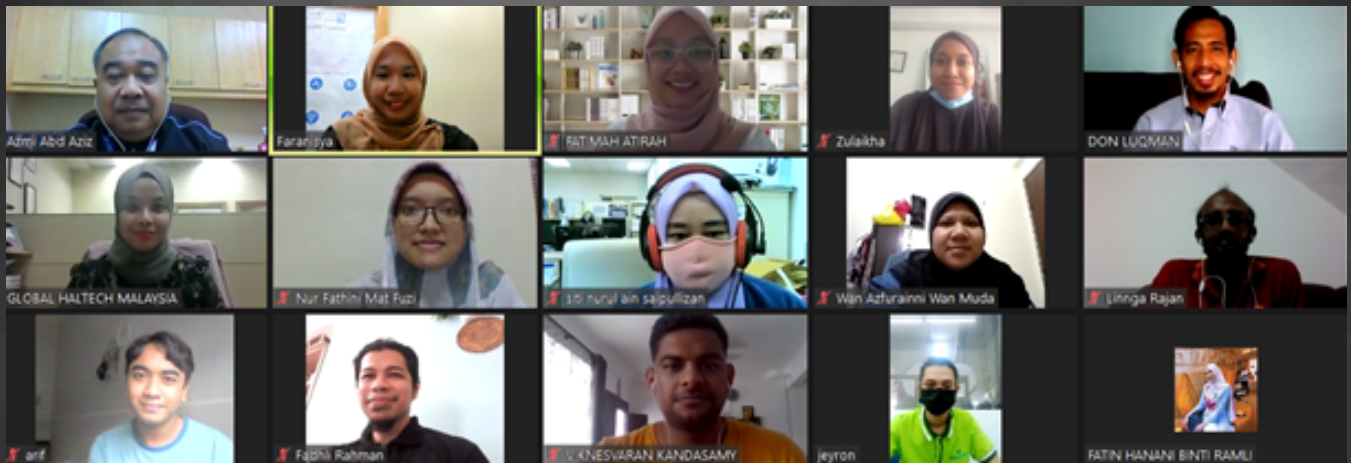 Azmi Abd Aziz
Faranisya
FATIMAH ATIRAH
Zulaikha
DON LUQMAN
GLOBAL HALTECH MALAYSIA
Nur Fathini Mat Fuzi
siti nurul ain saipullizan
Wan Azfurainni Wan Muda
Linnga Rajan
arif
Fadhli Rahman
VIKNESVARAN KANDASAMY
jeyron
FATIN HANANI BINTI RAMLI